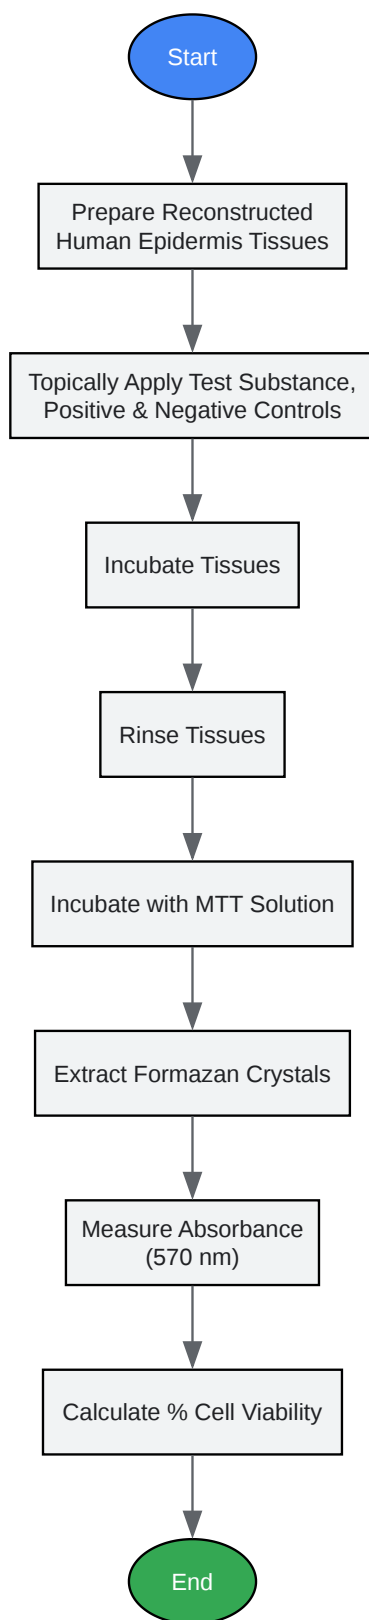 Start
Prepare Reconstructed
Human Epidermis Tissues
Topically Apply Test Substance,
Positive & Negative Controls
Incubate Tissues
Rinse Tissues
Incubate with MTT Solution
Extract Formazan Crystals
Measure Absorbance
(570 nm)
Calculate % Cell Viability
End